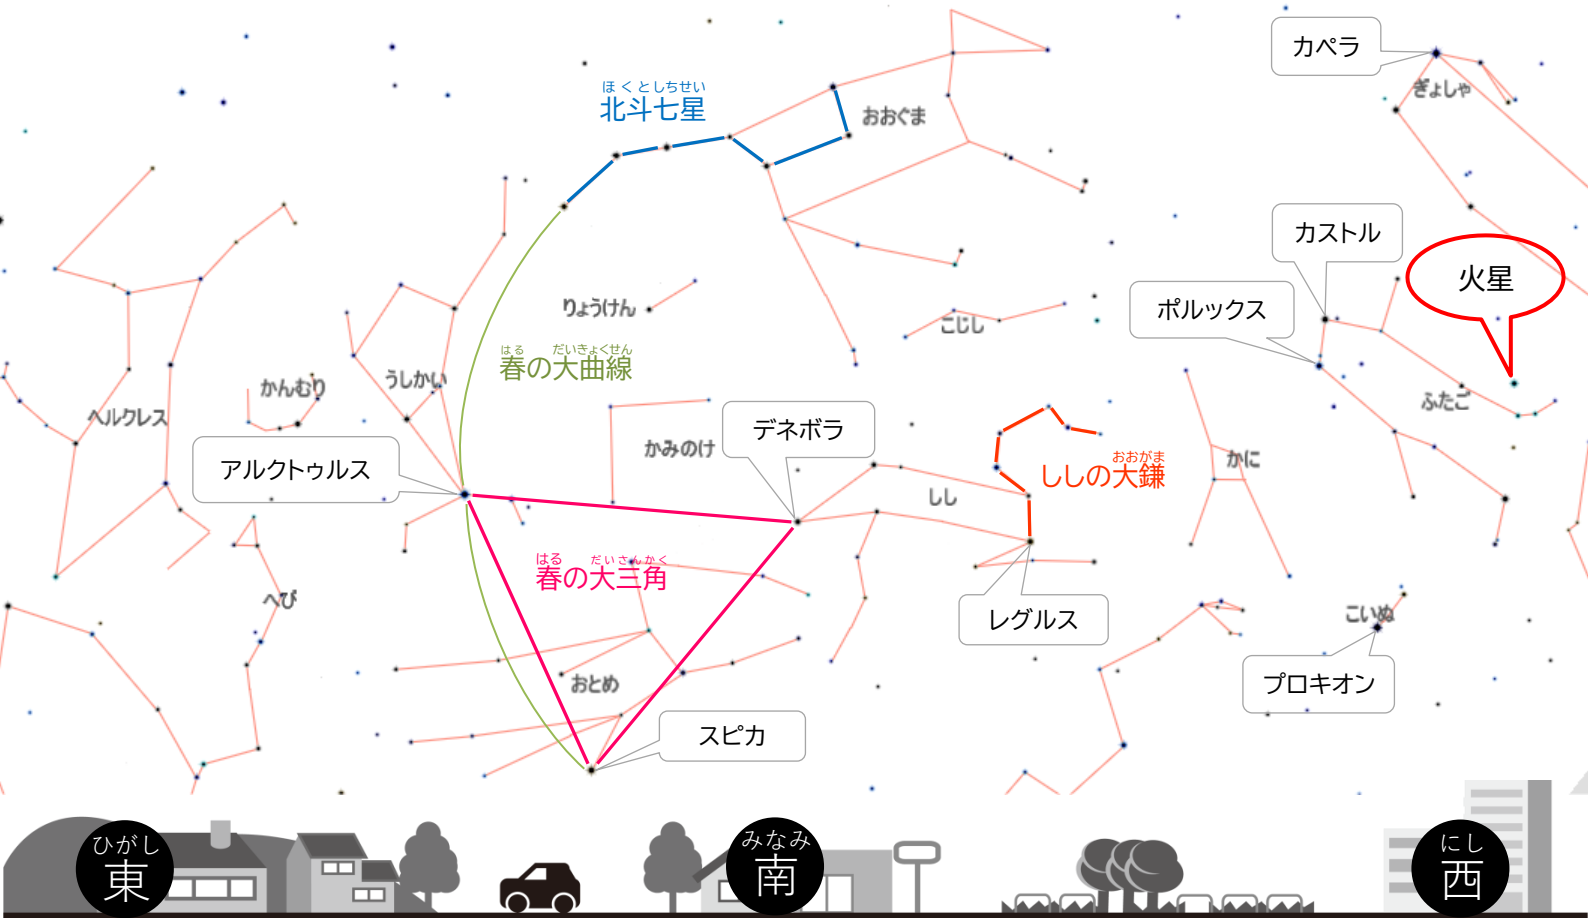 カペラ
ぎょしゃ
ほくとしちせい
北斗七星
おおぐま
カストル
火星
ポルックス
りょうけん
こじし
はる だいきょくせん
春の大曲線
かんむり
うしかい
ヘルクレス
ふたご
デネボラ
かみのけ
アルクトゥルス
おおがま
ししの大鎌
かに
しし
はる だいさんかく
春の大三角
へび
レグルス
こいぬ
おとめ
プロキオン
スピカ
ひがし
東
みなみ
南
にし
西